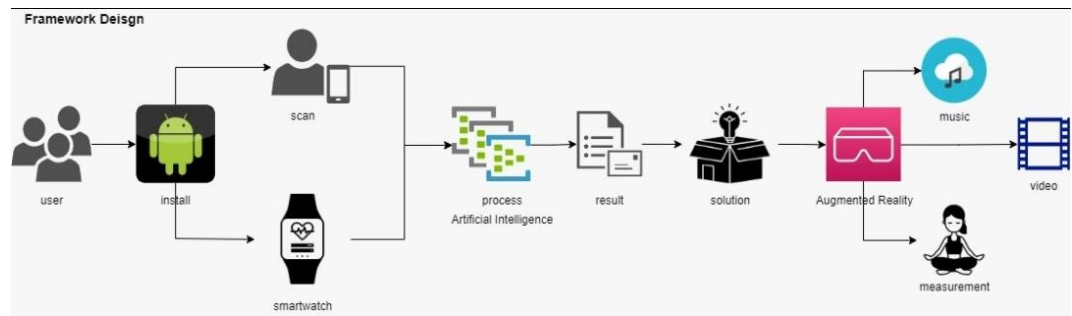 Framework Deisgn
scan
music
user
install
process
Artificial Intelligence
result
solution
Augmented Reality
video
smartwatch
measurement